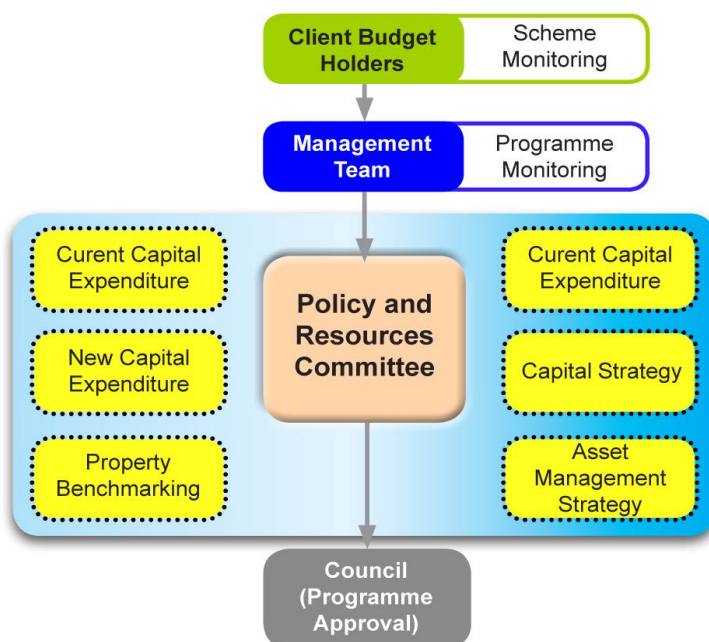 Client Budget
Holders
Scheme
Monitoring
Management
Team
Programme
Monitoring
Curent Capital
Expenditure
New Capital
Expenditure
Property
Benchmarking
Policy and
Resources
Committee
Curent Capital
Expenditure
Capital Strategy
Asset
Management
Strategy
Council
(Programme
Approval)